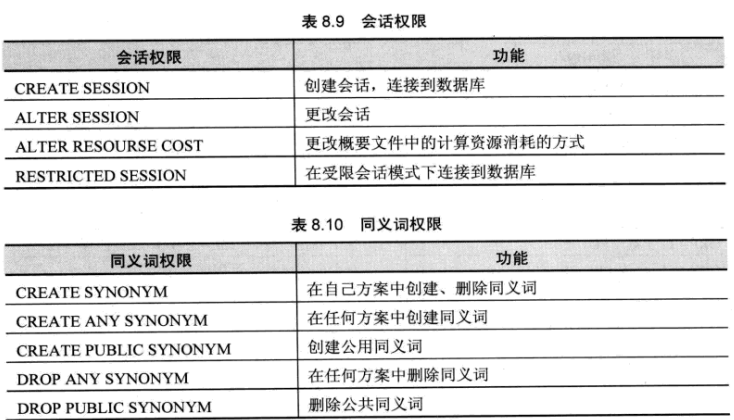 表 8.9 会话权限
会话权限 功能
CREATE SESSION 创建会话，连接到数据库
ALTER SESSION 更改会话
ALTER RESOURSE COST 更改概要文件中的计算资源消耗的方式
RESTRICTED SESSION 在受限会话模式下连接到数据库
表 8.10 同义词权限
同义词权限 功能
CREATE SYNONYM 在自己方案中创建、删除同义词
CREATE ANY SYNONYM 在任何方案中创建同义词
CREATE PUBLIC SYNONYM 创建公用同义词
DROP ANY SYNONYM 在任何方案中删除同义词
DROP PUBLIC SYNONYM 删除公共同义词